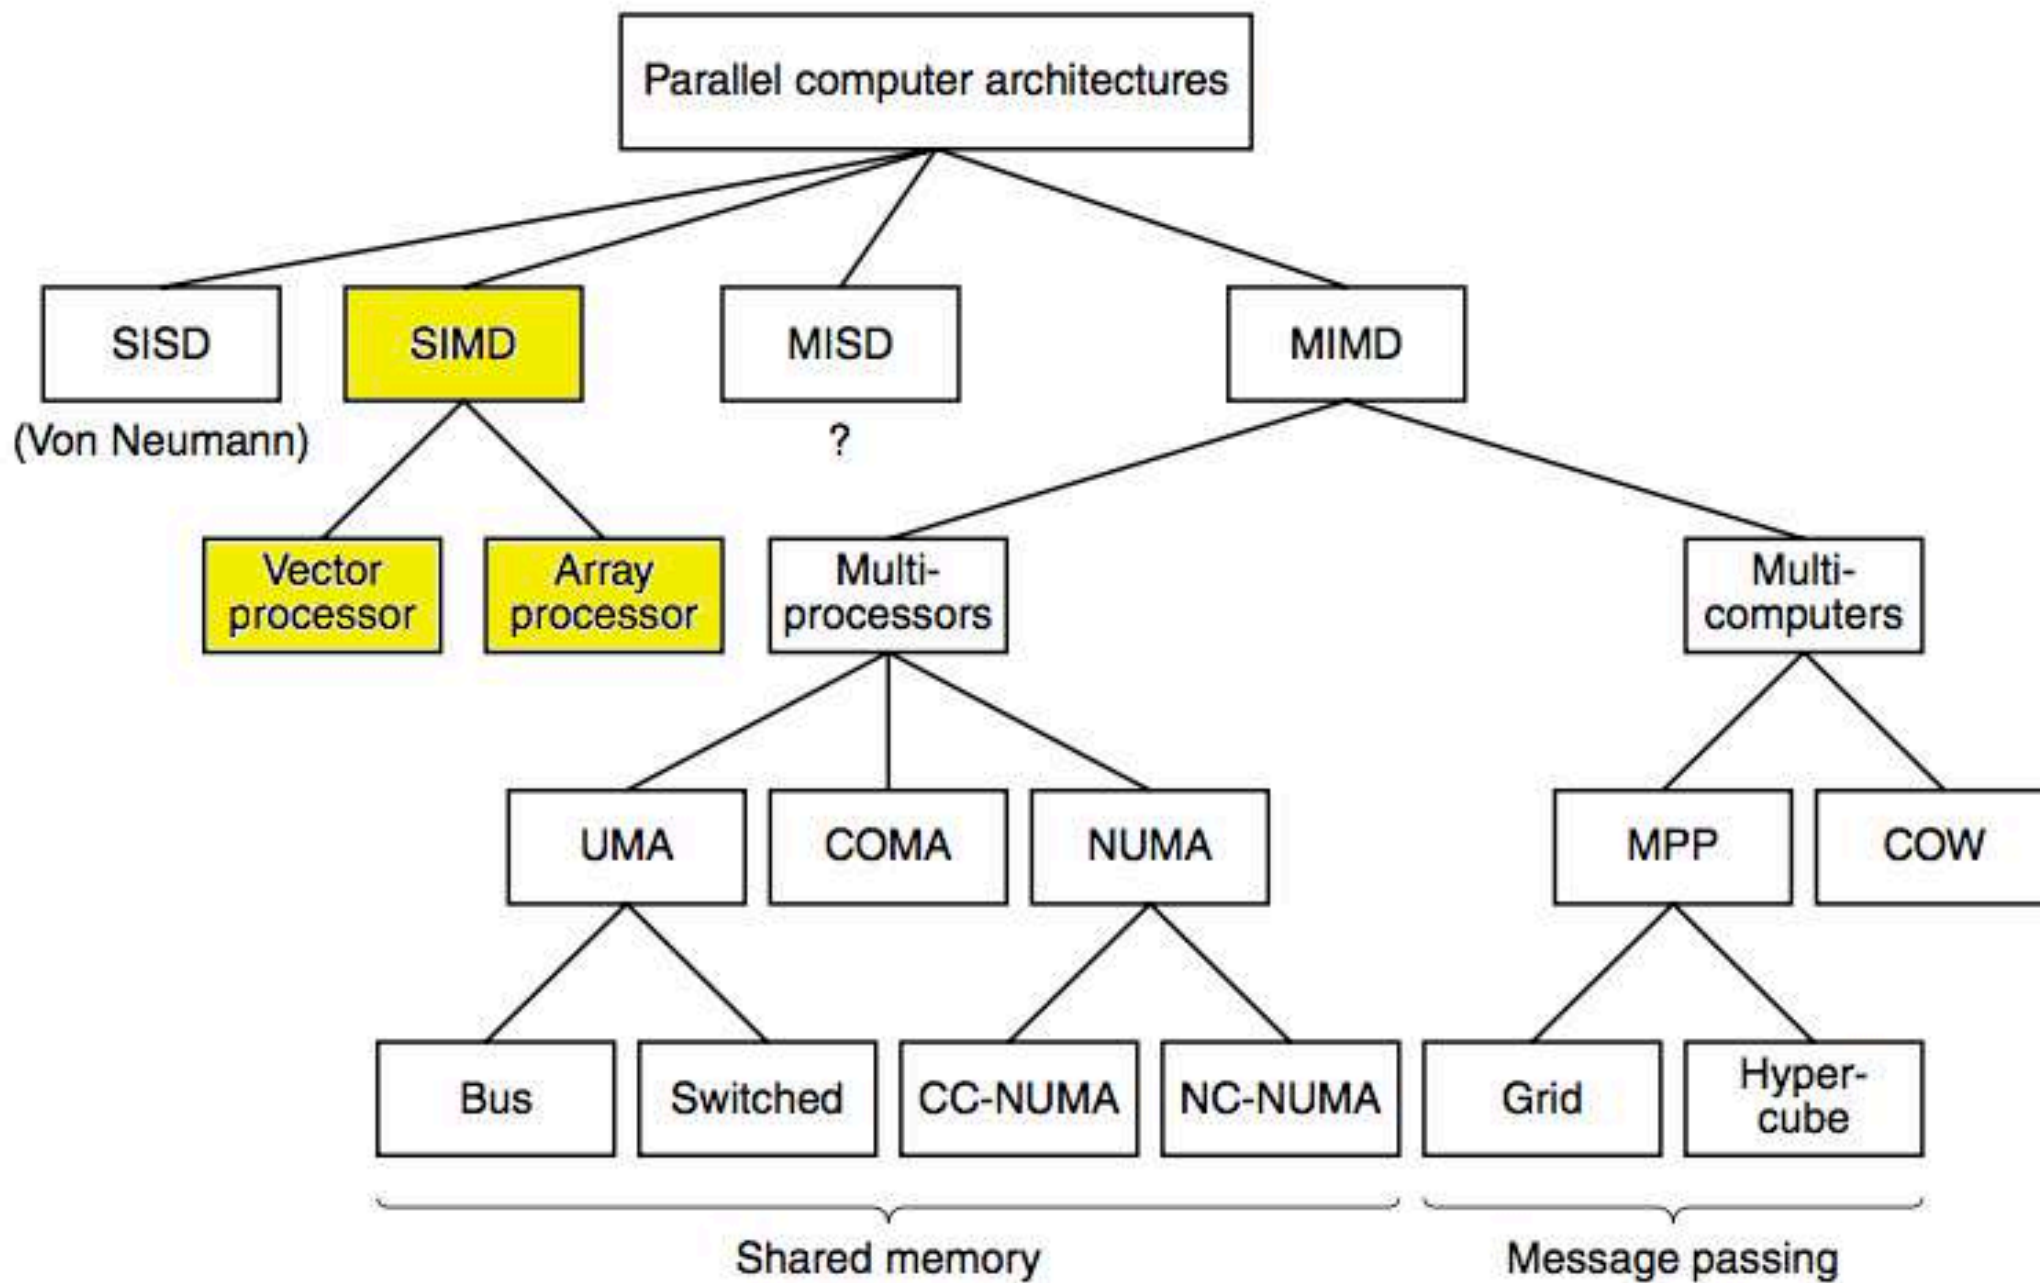 Parallel computer architectures
SISD
SIMD
MISD
MIMD
(Von Neumann)
?
Vector
processor
Array
processor
Multi-
processors
Multi-
computers
UMA
COMA
NUMA
MPP
COW
Bus
Switched
CC-NUMA
NC-NUMA
Grid
Hyper-
cube
Shared memory
Message passing